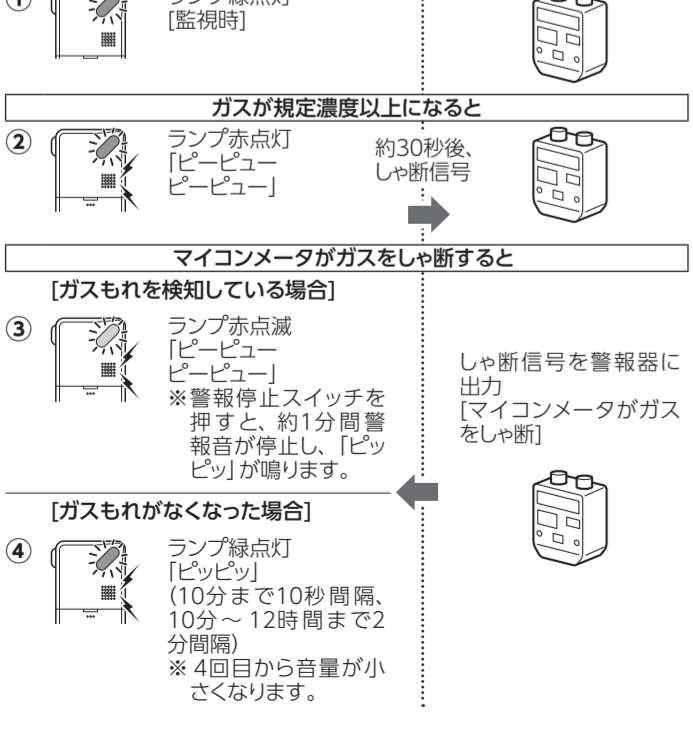 ①
ランプ緑点灯
[監視時]
ガスが規定濃度以上になると
②
ランプ赤点灯
「ピーピュー
ピーピュー」
約30秒後、
しゃ断信号
マイコンメータがガスをしゃ断すると
[ガスもれを検知している場合]
③
ランプ赤点滅
「ピーピュー
ピーピュー」
※警報停止スイッチを
押すと、約1分間警
報音が停止し、「ピッ
ピッ」が鳴ります。
しゃ断信号を警報器に
出力
[マイコンメータがガス
をしゃ断]
[ガスもれがなくなった場合]
④
ランプ緑点灯
「ピッピッ」
(10分まで10秒間隔、
10分～12時間まで2
分間隔)
※ 4回目から音量が小
さくなります。